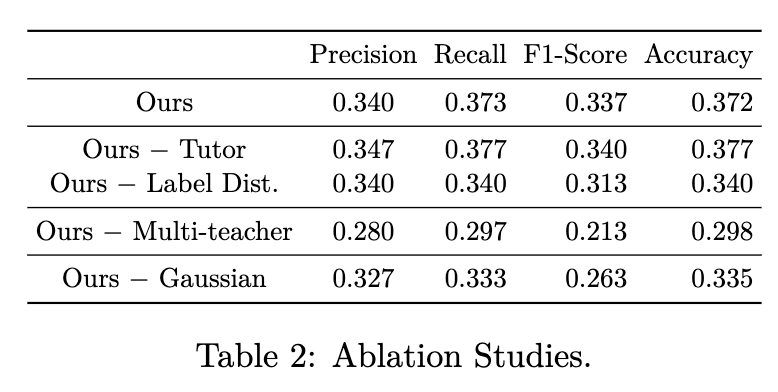 Precision Recall F1-Score Accuracy
Ours 0.340 0.373 0.337 0.372
Ours − Tutor 0.347 0.377 0.340 0.377
Ours − Label Dist. 0.340 0.340 0.313 0.340
Ours − Multi-teacher 0.280 0.297 0.213 0.298
Ours − Gaussian 0.327 0.333 0.263 0.335
Table 2: Ablation Studies.